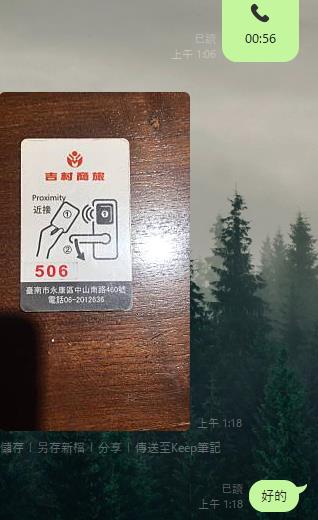 已讀
上午 1:06
00:56
吉村商旅
Proximity
近接
①
②
506
臺南市永康區中山南路460號
電話06-2012636
上午 1:18
儲存 | 另存新檔 | 分享 | 傳送至Keep筆記
已讀
上午 1:18
好的